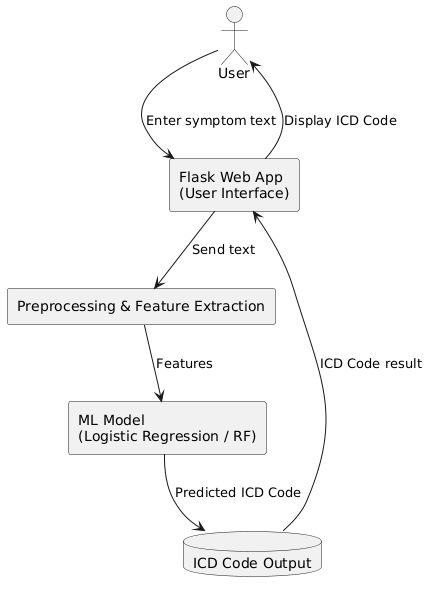 User
Enter symptom text
Display ICD Code
Flask Web App
(User Interface)
Send text
Preprocessing & Feature Extraction
Features
ICD Code result
ML Model
(Logistic Regression / RF)
Predicted ICD Code
ICD Code Output